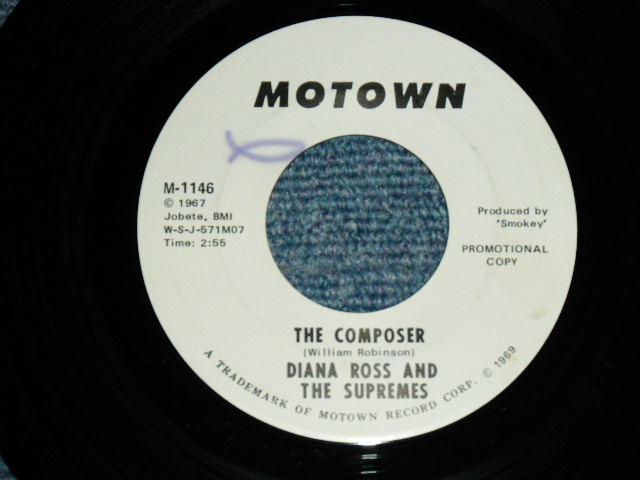 MOTOWN
M-1146
© 1967
Jobete, BMI
W-S-J-571M07
Time: 2:55
Produced by
"Smokey"
PROMOTIONAL
COPY
THE COMPOSER
(William Robinson)
DIANA ROSS AND
THE SUPREMES
A TRADEMARK OF MOTOWN RECORD CORP. © 1969